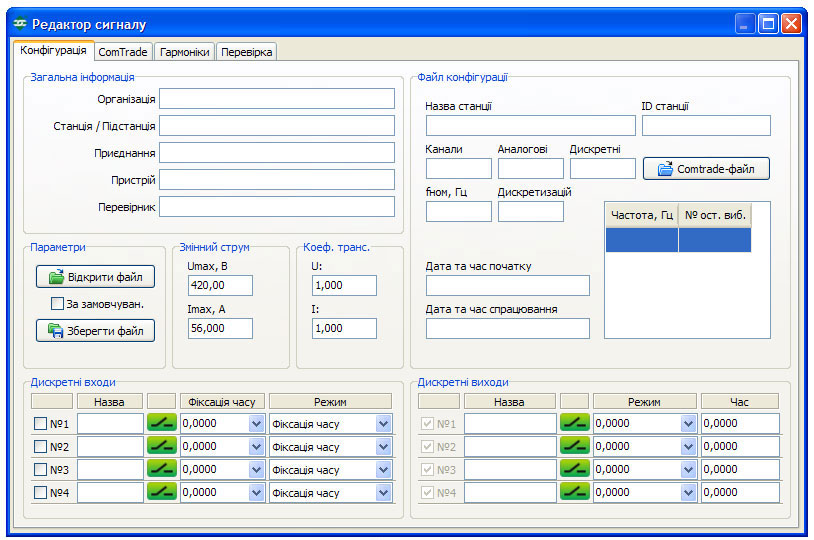 Редактор сигналу
Конфігурація ComTrade Гармоніки Перевірка
Загальна інформація
Організація
Станція / Підстанція
Приєднання
Пристрій
Перевірник
Файл конфігурації
Назва станції ID станції
Канали Аналогові Дискретні
Comtrade-файл
fном, Гц Дискретизацій
Частота, Гц № ост. виб.
Дата та час початку
Дата та час спрацювання
Параметри
Відкрити файл
За замовчуван.
Зберегти файл
Змінний струм
Uмах, В
420,00
Iмах, А
56,000
Коеф. транс.
U:
1,000
I:
1,000
Дискретні входи
Назва Фіксація часу Режим
№1 0,0000 Фіксація часу
№2 0,0000 Фіксація часу
№3 0,0000 Фіксація часу
№4 0,0000 Фіксація часу
Дискретні виходи
Назва Режим Час
№1 0,0000 0,0000
№2 0,0000 0,0000
№3 0,0000 0,0000
№4 0,0000 0,0000